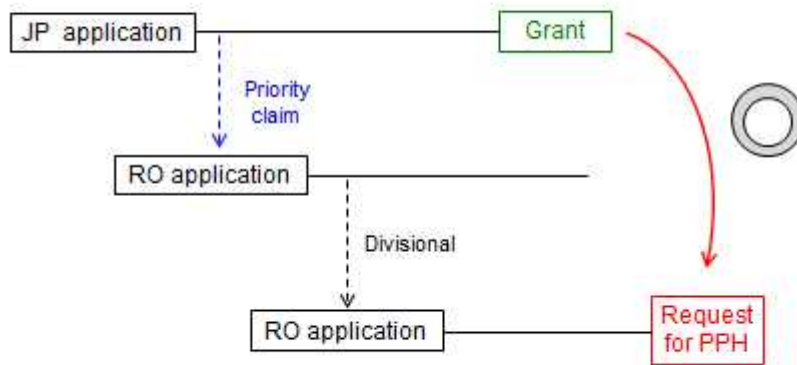 JP application
Grant
Priority
claim
RO application
Divisional
RO application
Request
for PPH